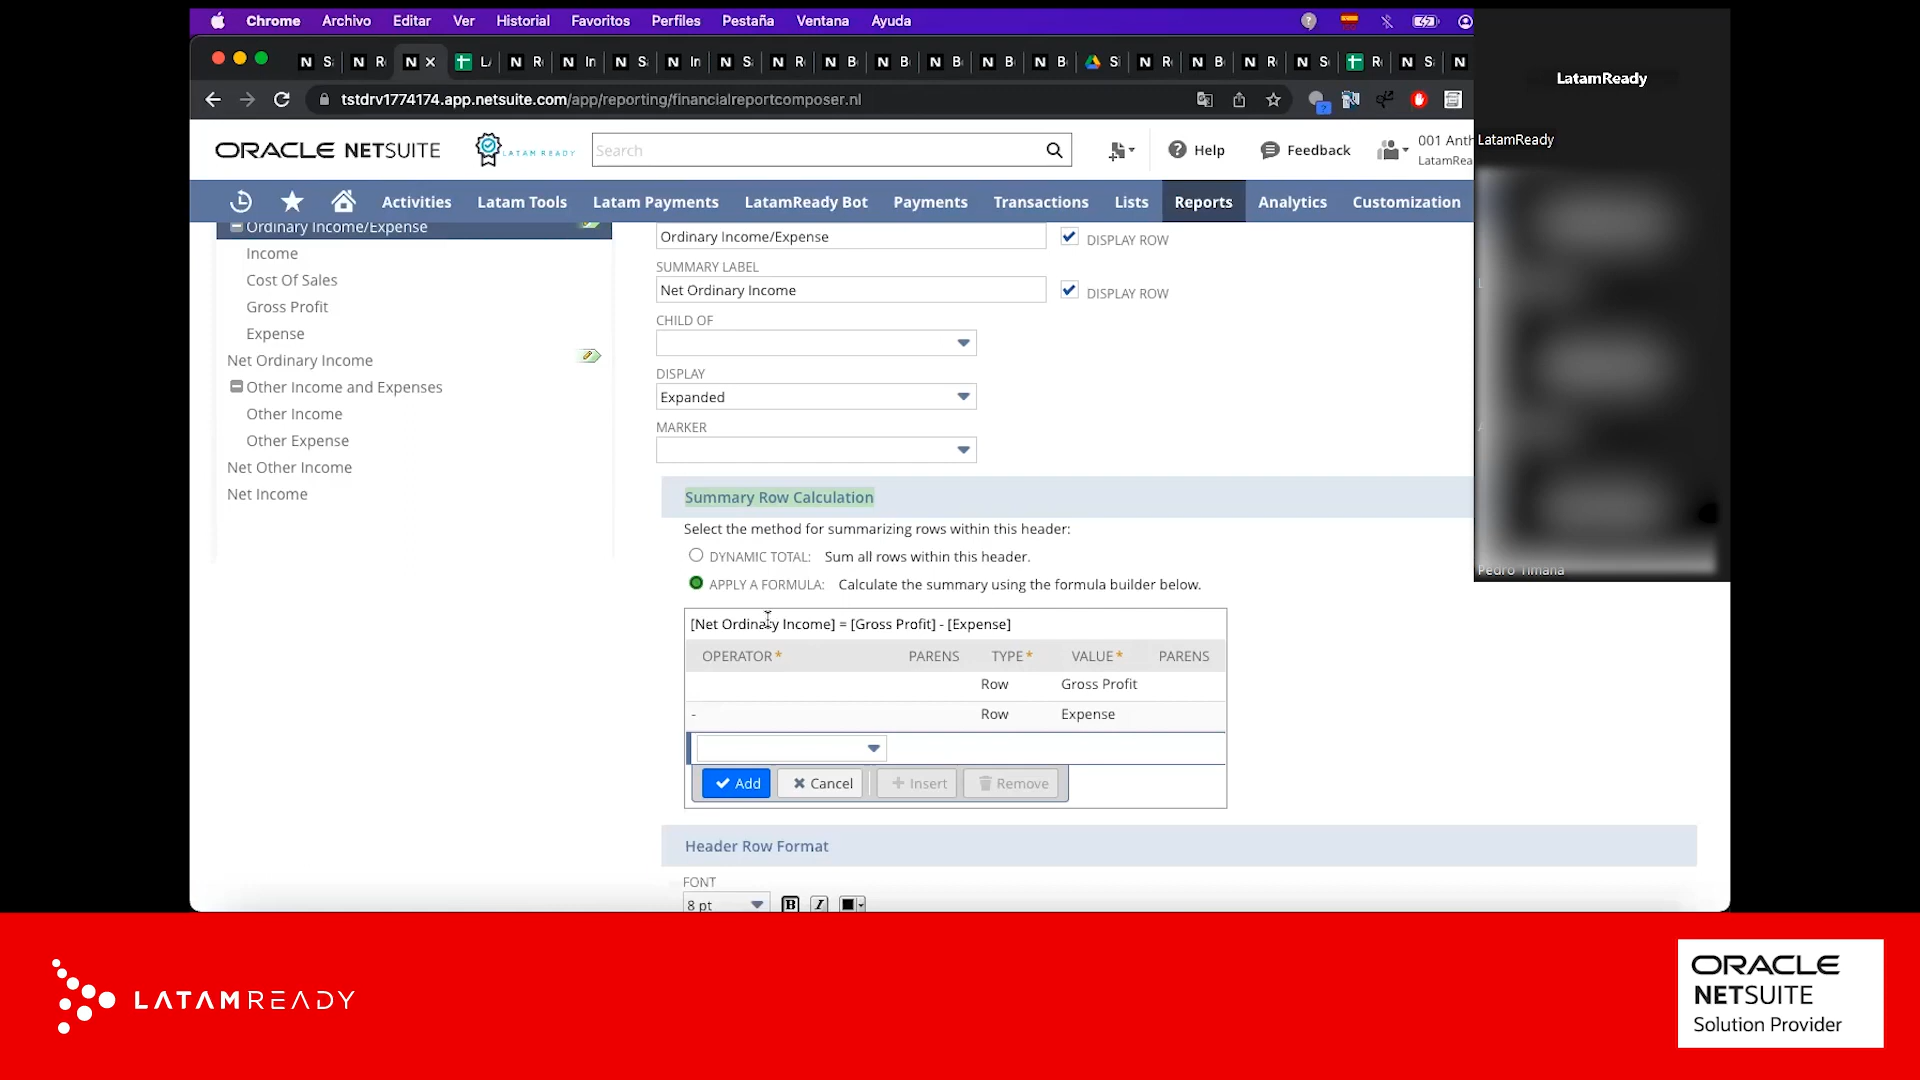 Chrome Archivo Editar Ver Historial Favoritos Perfiles Pestaña Ventana Ayuda
S R L/ R In S In S R B B B B B S R B R S R S
tstdrv1774174.app.netsuite.com/app/reporting/financialreportcomposer.nl
LatamReady
LatamReady
ORACLE NETSUITE
LATAM READY
Search
Help
Feedback
001 Anth
LatamRea
Activities Latam Tools Latam Payments LatamReady Bot Payments Transactions Lists Reports Analytics Customization
Ordinary Income/Expense
Income
Cost Of Sales
Gross Profit
Expense
Net Ordinary Income
Other Income and Expenses
Other Income
Other Expense
Net Other Income
Net Income
Ordinary Income/Expense
DISPLAY ROW
SUMMARY LABEL
Net Ordinary Income
DISPLAY ROW
CHILD OF
DISPLAY
Expanded
MARKER
Summary Row Calculation
Select the method for summarizing rows within this header:
DYNAMIC TOTAL: Sum all rows within this header.
APPLY A FORMULA: Calculate the summary using the formula builder below.
[Net Ordinary Income] = [Gross Profit] - [Expense]
OPERATOR* PARENS TYPE* VALUE* PARENS
Row Gross Profit
- Row Expense
Add Cancel Insert Remove
Header Row Format
FONT
8 pt B I
Pedro Timana
LATAMREADY
ORACLE
NETSUITE
Solution Provider